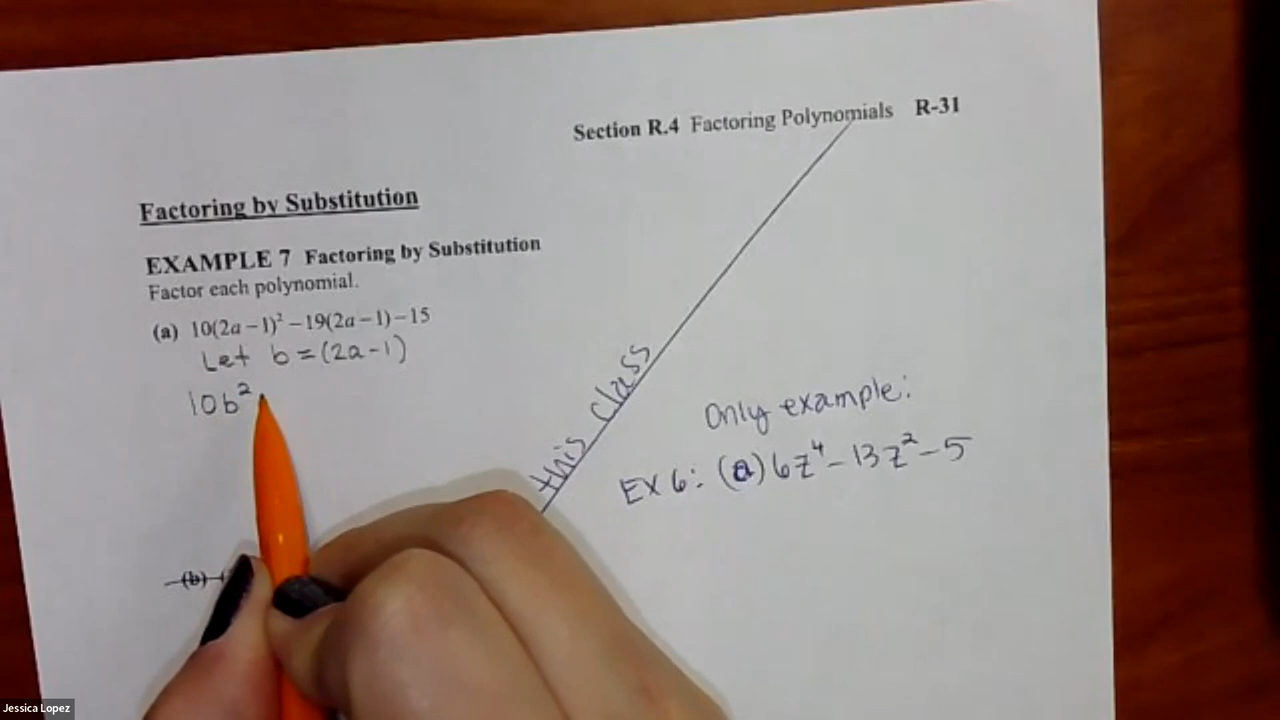 Section R.4 Factoring Polynomials R-31
Factoring by Substitution
EXAMPLE 7 Factoring by Substitution
Factor each polynomial.
(a) 10(2a – 1)² – 19(2a – 1) – 15
Let b = (2a - 1)
10b²
this class
Only example:
EX 6: (a) 6z⁴ - 13z² - 5
(b)
Jessica Lopez